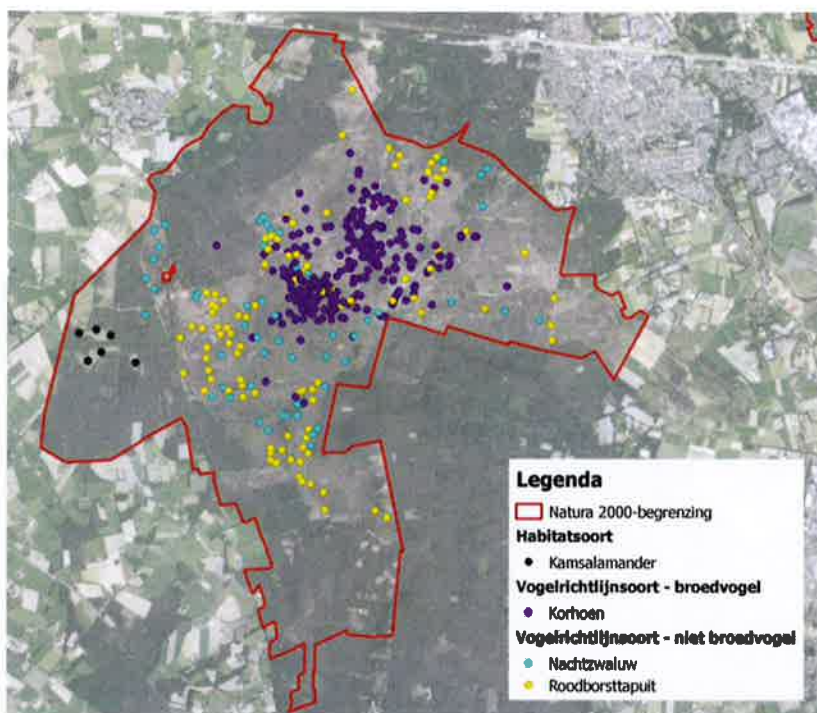 Legenda
Natura 2000-begrenzing
Habitatsoort
Kamsalamander
Vogelrichtlijnsoort - broedvogel
Korhoen
Vogelrichtlijnsoort - niet broedvogel
Nachtzwaluw
Roodborsttapuit